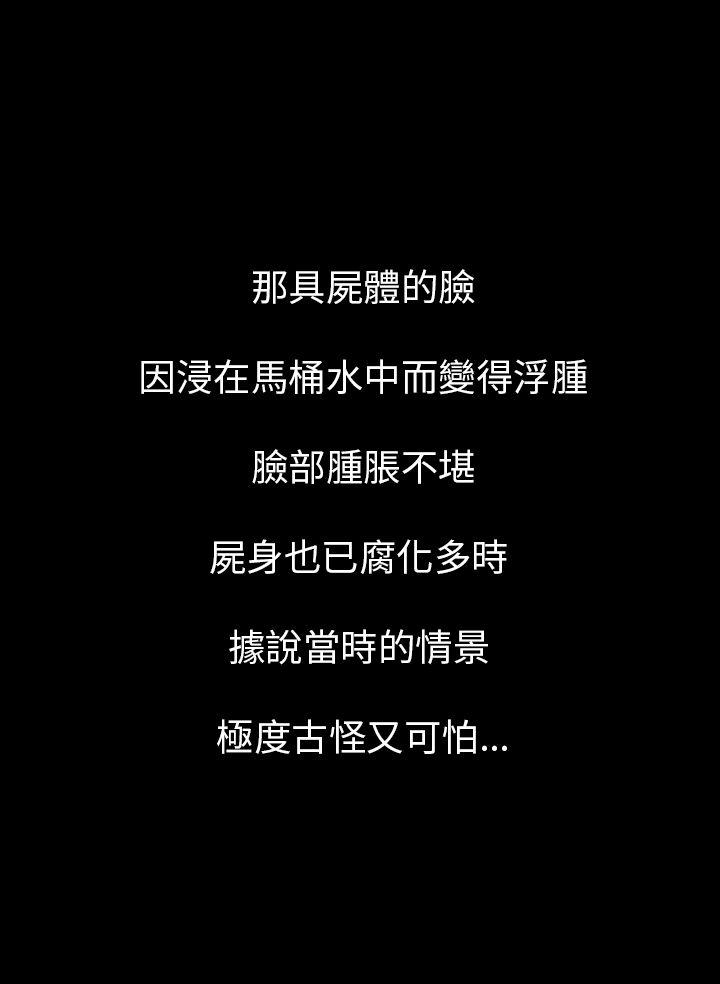 那具屍體的臉
因浸在馬桶水中而變得浮腫
臉部腫脹不堪
屍身也已腐化多時
據說當時的情景
極度古怪又可怕...